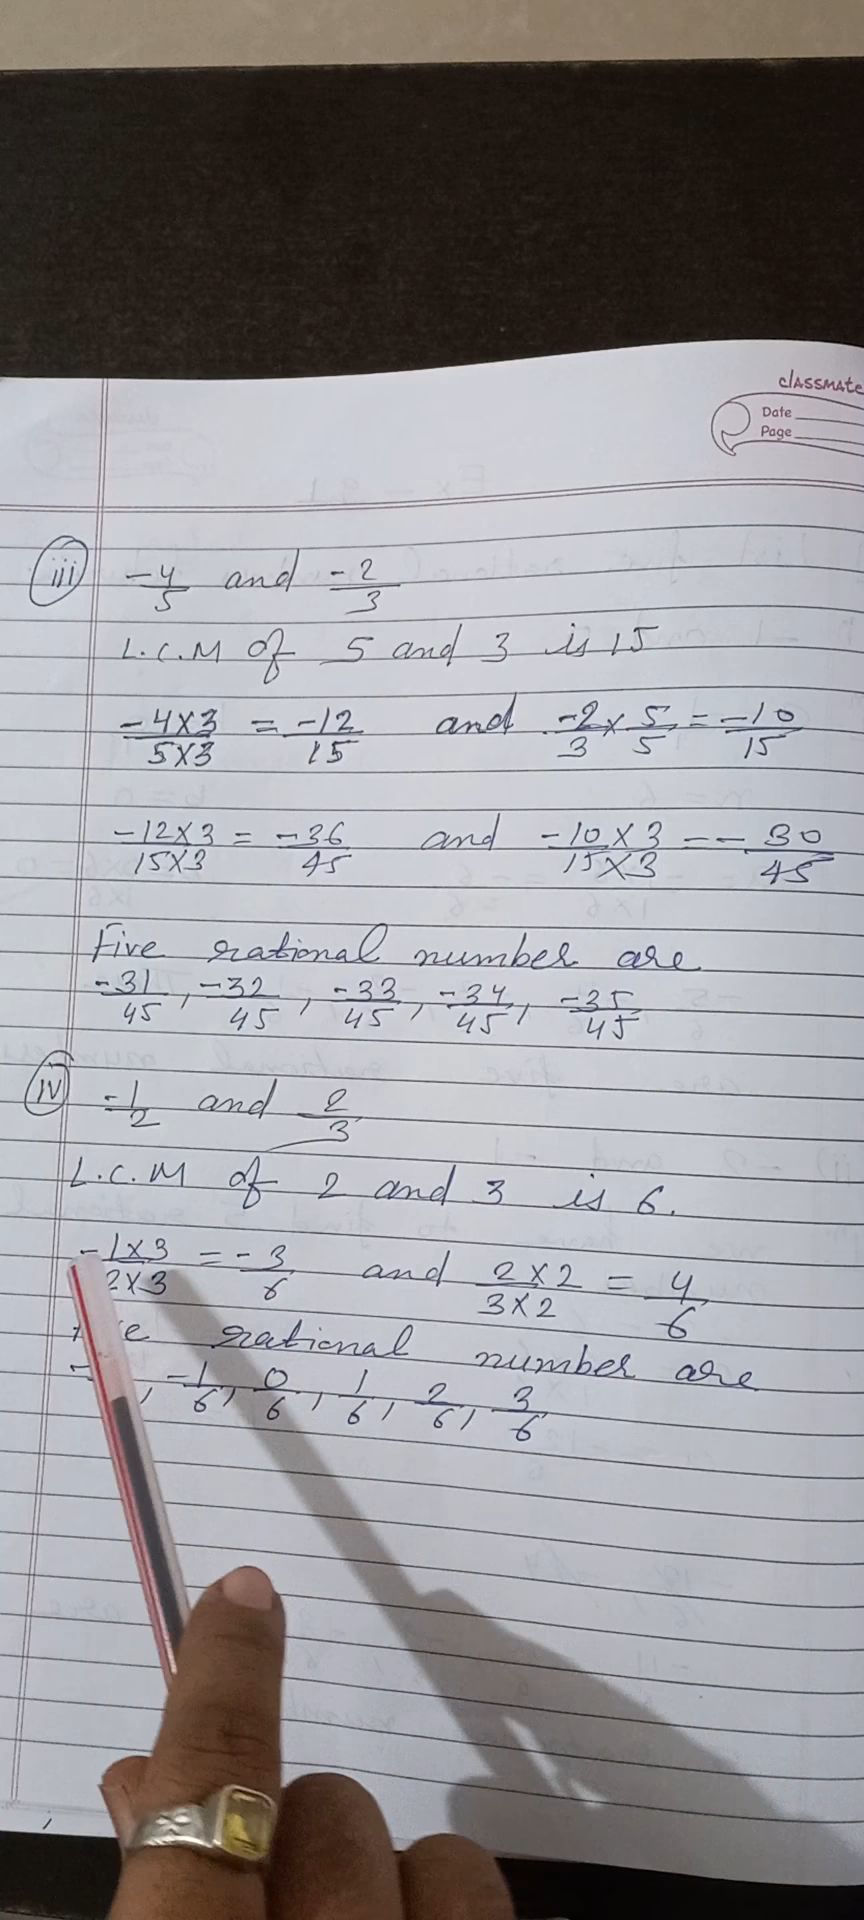 classmate
Date
Page
iii) -4/5 and -2/3
L.C.M of 5 and 3 is 15
-4×3/5×3 = -12/15 and -2/3 × 5/5 = -10/15
-12×3/15×3 = -36/45 and -10×3/15×3 = -30/45
Five rational number are
-31/45, -32/45, -33/45, -34/45, -35/45
iv) -1/2 and 2/3
L.C.M of 2 and 3 is 6.
-1×3/2×3 = -3/6 and 2×2/3×2 = 4/6
rational number are
, -1/6, 0/6, 1/6, 2/6, 3/6